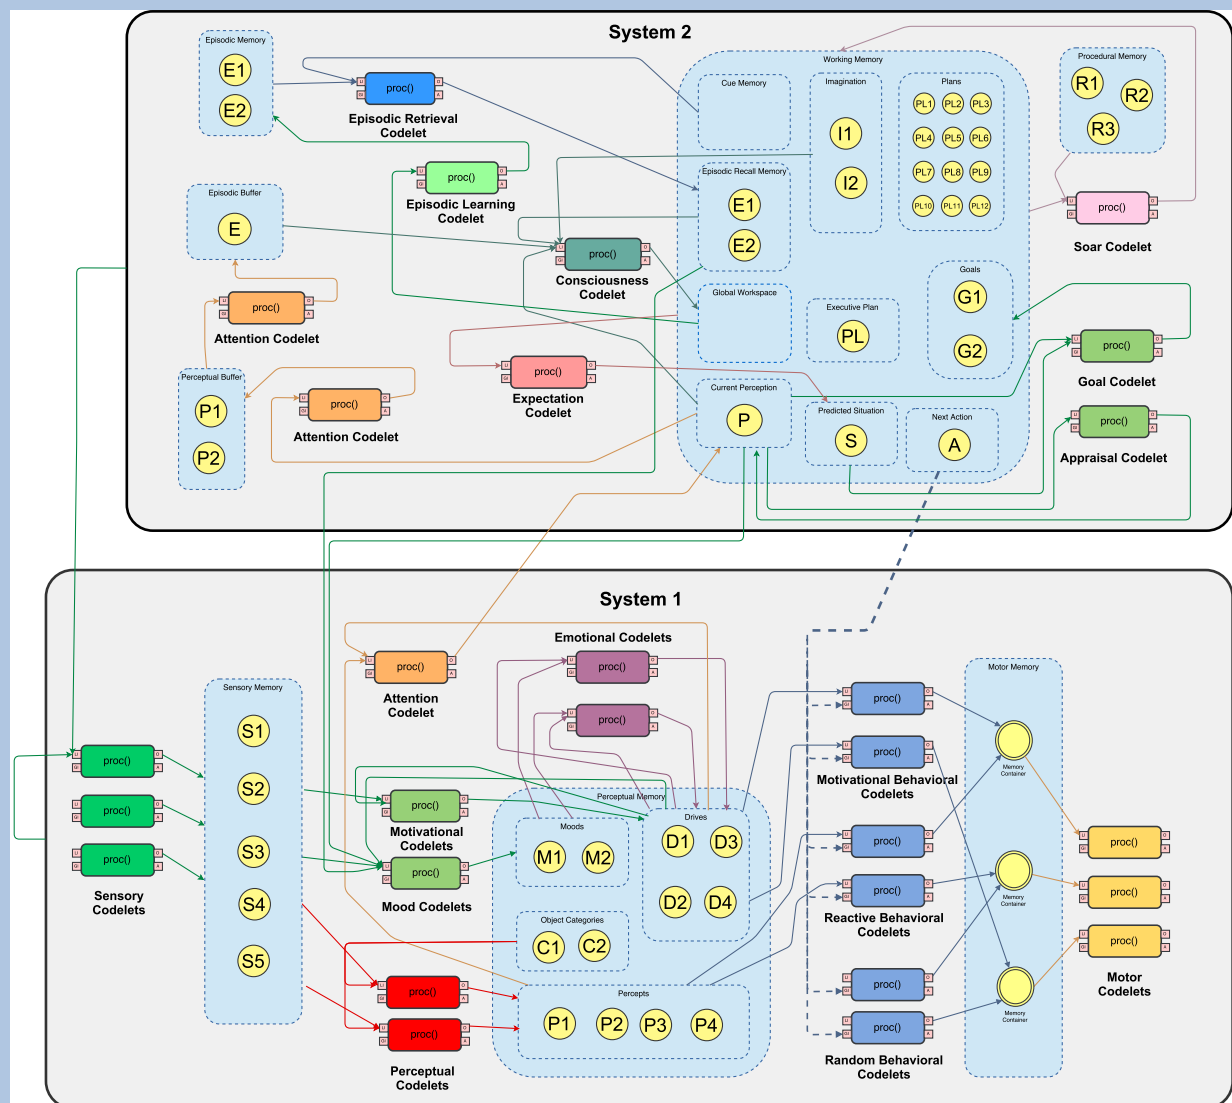 System 2
Episodic Memory
E1
E2
proc()
Episodic Retrieval
Codelet
proc()
Episodic Learning
Codelet
Episodic Buffer
E
proc()
Attention Codelet
Perceptual Buffer
P1
P2
proc()
Attention Codelet
proc()
Consciousness
Codelet
proc()
Expectation
Codelet
Working Memory
Cue Memory
Imagination
I1
I2
Plans
PL1
PL2
PL3
PL4
PL5
PL6
PL7
PL8
PL9
PL10
PL11
PL12
Episodic Recall Memory
E1
E2
Global Workspace
Executive Plan
PL
Goals
G1
G2
Current Perception
P
Predicted Situation
S
Next Action
A
Procedural Memory
R1
R2
R3
proc()
Soar Codelet
proc()
Goal Codelet
proc()
Appraisal Codelet
System 1
proc()
proc()
proc()
Sensory
Codelets
Sensory Memory
S1
S2
S3
S4
S5
proc()
Attention
Codelet
Emotional Codelets
proc()
proc()
proc()
Motivational
Codelets
proc()
Mood Codelets
proc()
proc()
Perceptual
Codelets
Perceptual Memory
Moods
M1
M2
Drives
D1
D3
D2
D4
Object Categories
C1
C2
Percepts
P1
P2
P3
P4
proc()
proc()
Motivational Behavioral
Codelets
proc()
proc()
Reactive Behavioral
Codelets
proc()
proc()
Random Behavioral
Codelets
Motor Memory
Memory
Container
Memory
Container
Memory
Container
proc()
proc()
proc()
Motor
Codelets